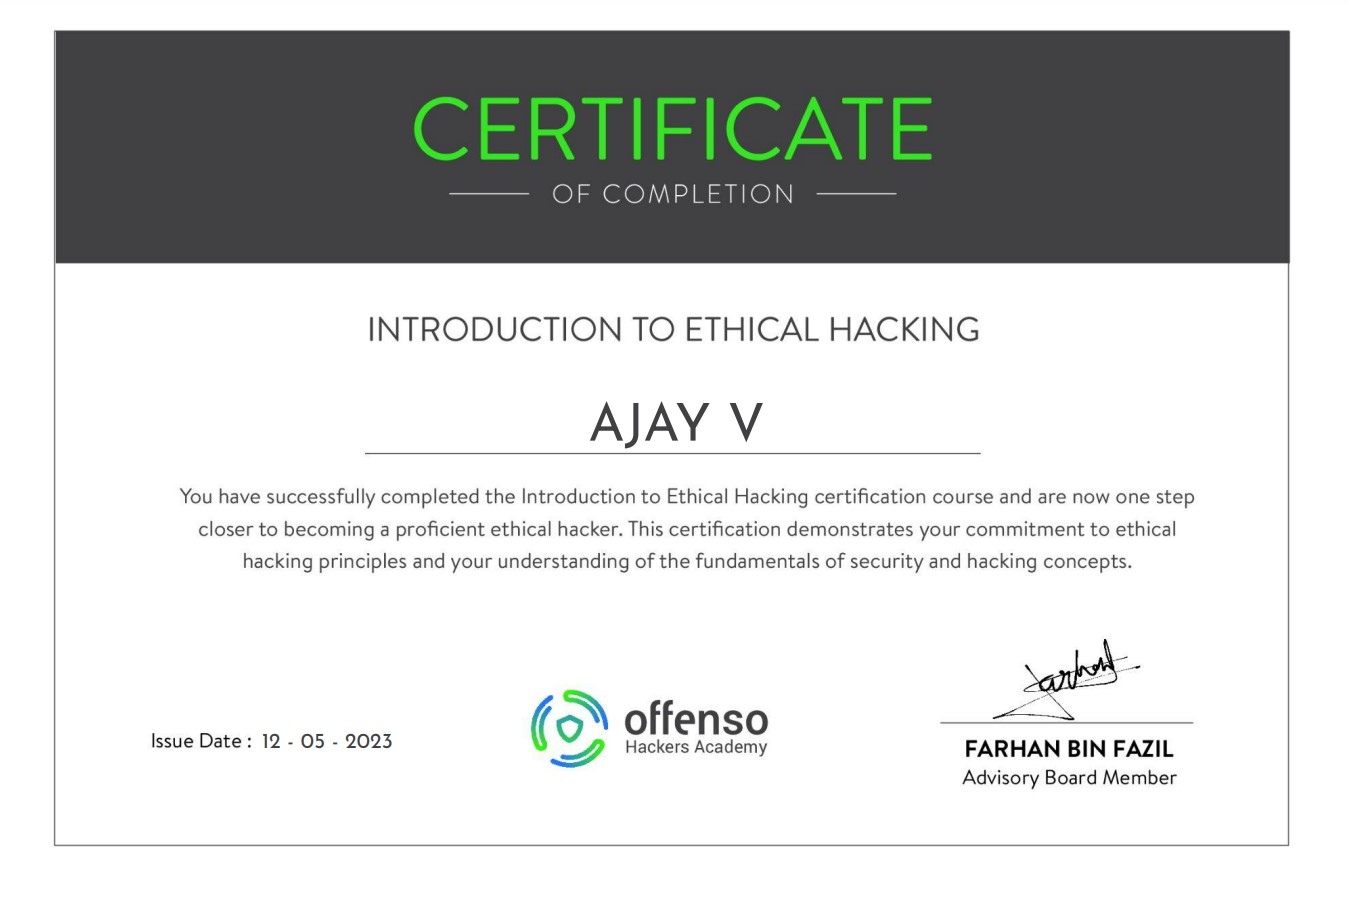 CERTIFICATE
OF COMPLETION
INTRODUCTION TO ETHICAL HACKING
AJAY V
You have successfully completed the Introduction to Ethical Hacking certification course and are now one step
closer to becoming a proficient ethical hacker. This certification demonstrates your commitment to ethical
hacking principles and your understanding of the fundamentals of security and hacking concepts.
Issue Date : 12 - 05 - 2023
offenso
Hackers Academy
farhan
FARHAN BIN FAZIL
Advisory Board Member